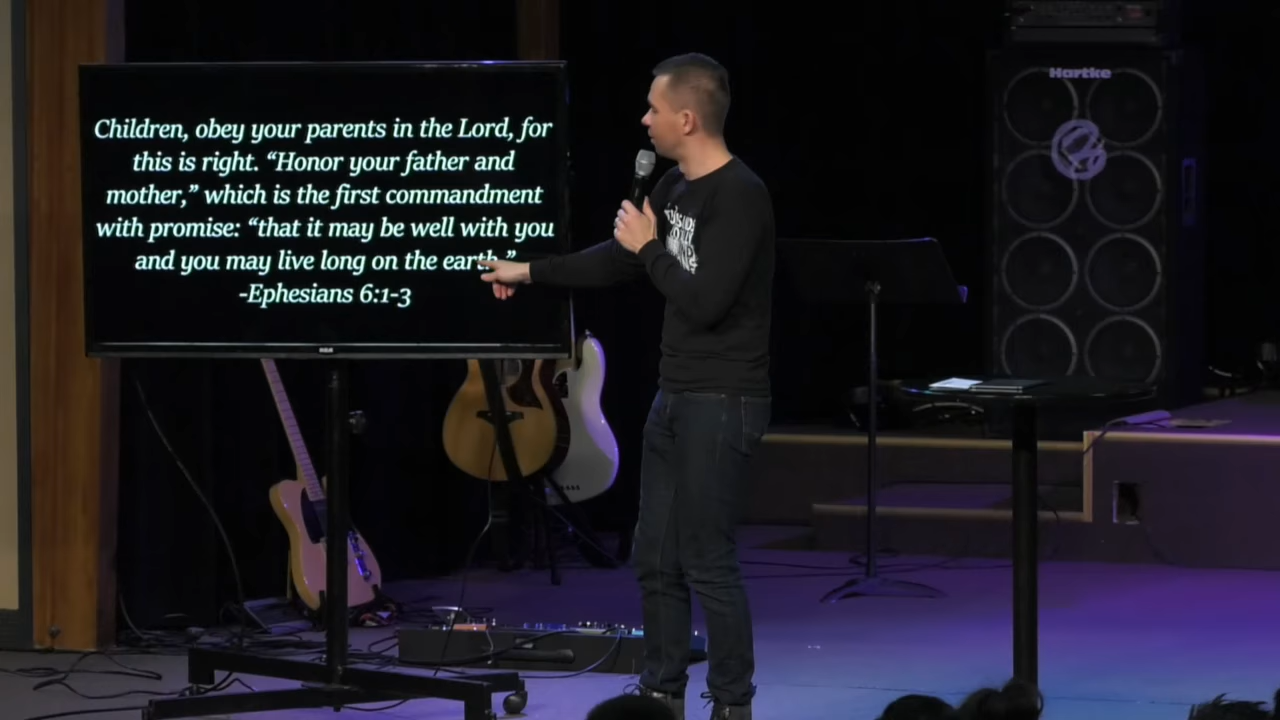 Children, obey your parents in the Lord, for
this is right. “Honor your father and
mother,” which is the first commandment
with promise: “that it may be well with you
and you may live long on the earth.”
-Ephesians 6:1-3
RCA
Hartke